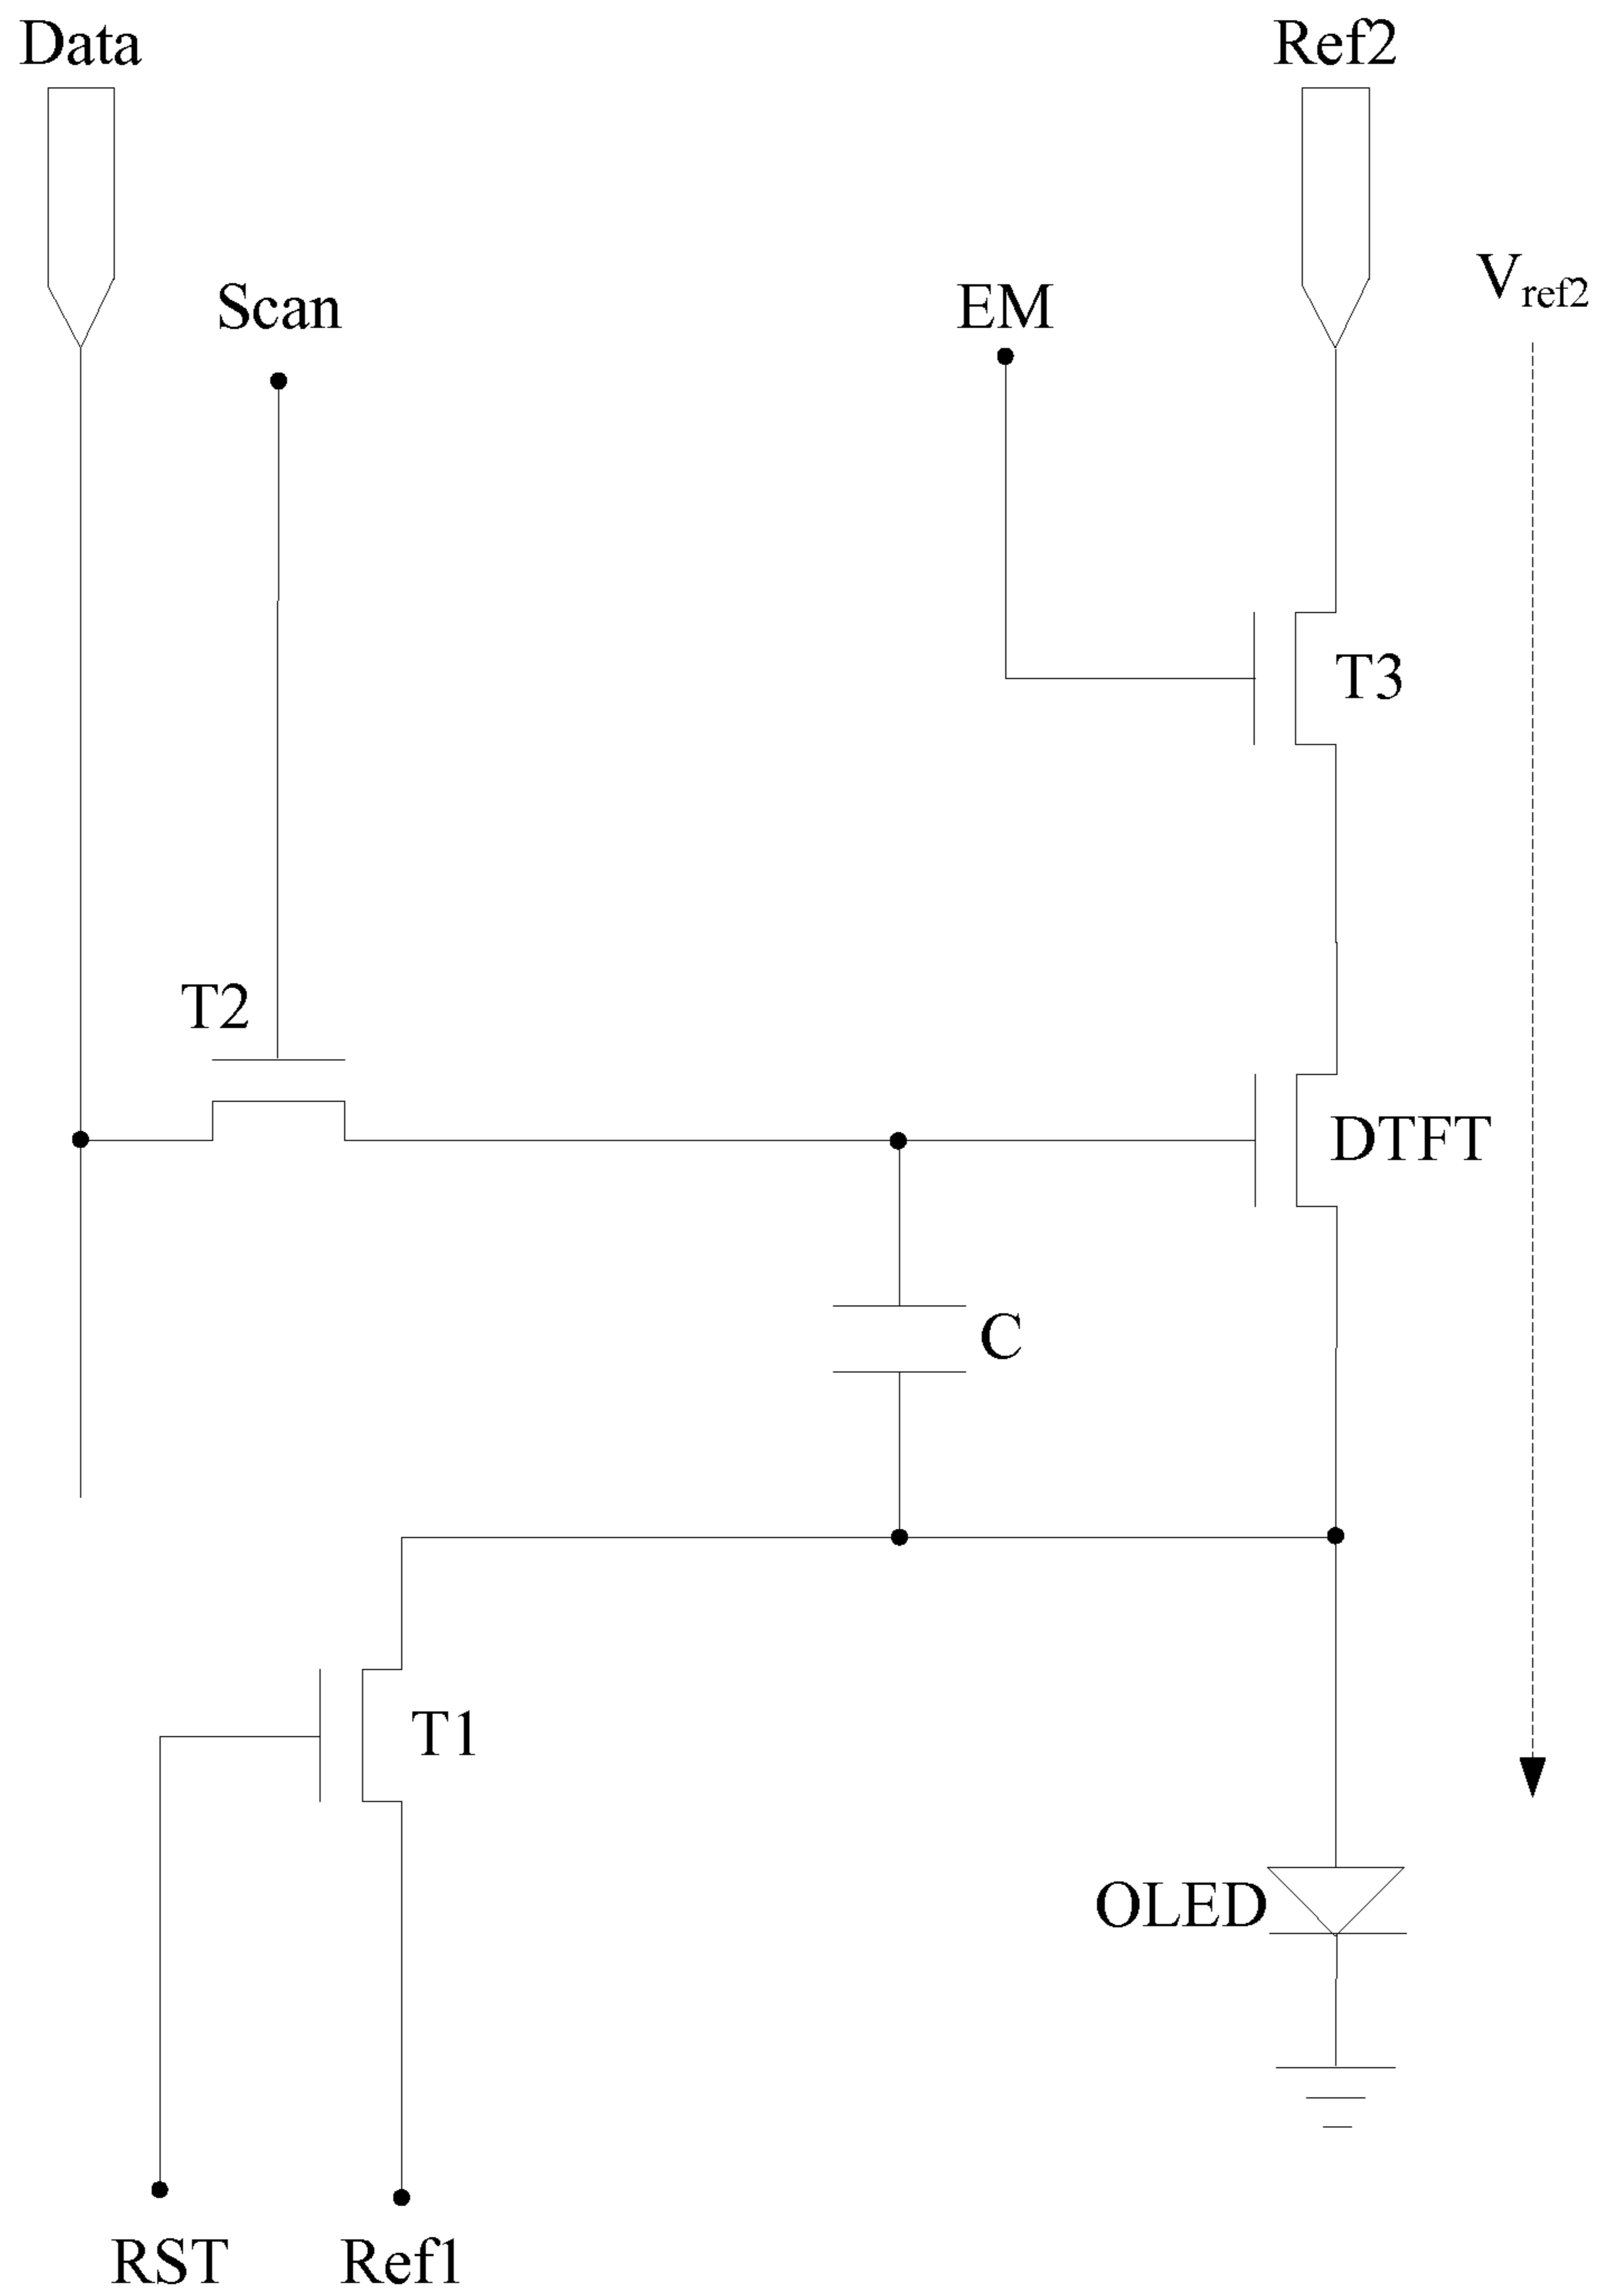 Data
Ref2
Scan
EM
Vref2
T3
T2
DTFT
C
T1
OLED
RST
Ref1